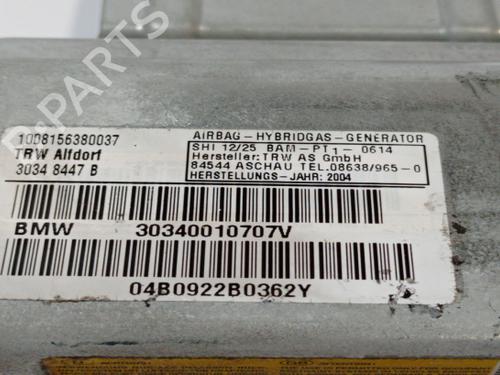 1008156380037
TRW Alfdorf
3034 8447 B
AIRBAG - HYBRIDGAS - GENERATOR
SHI 12/25 BAM - PT1 - 0614
Hersteller: TRW AS GmbH
84544 ASCHAU TEL.08638/965 - 0
HERSTELLUNGS - JAHR: 2004
BMW 30340010707V
04B0922B0362Y